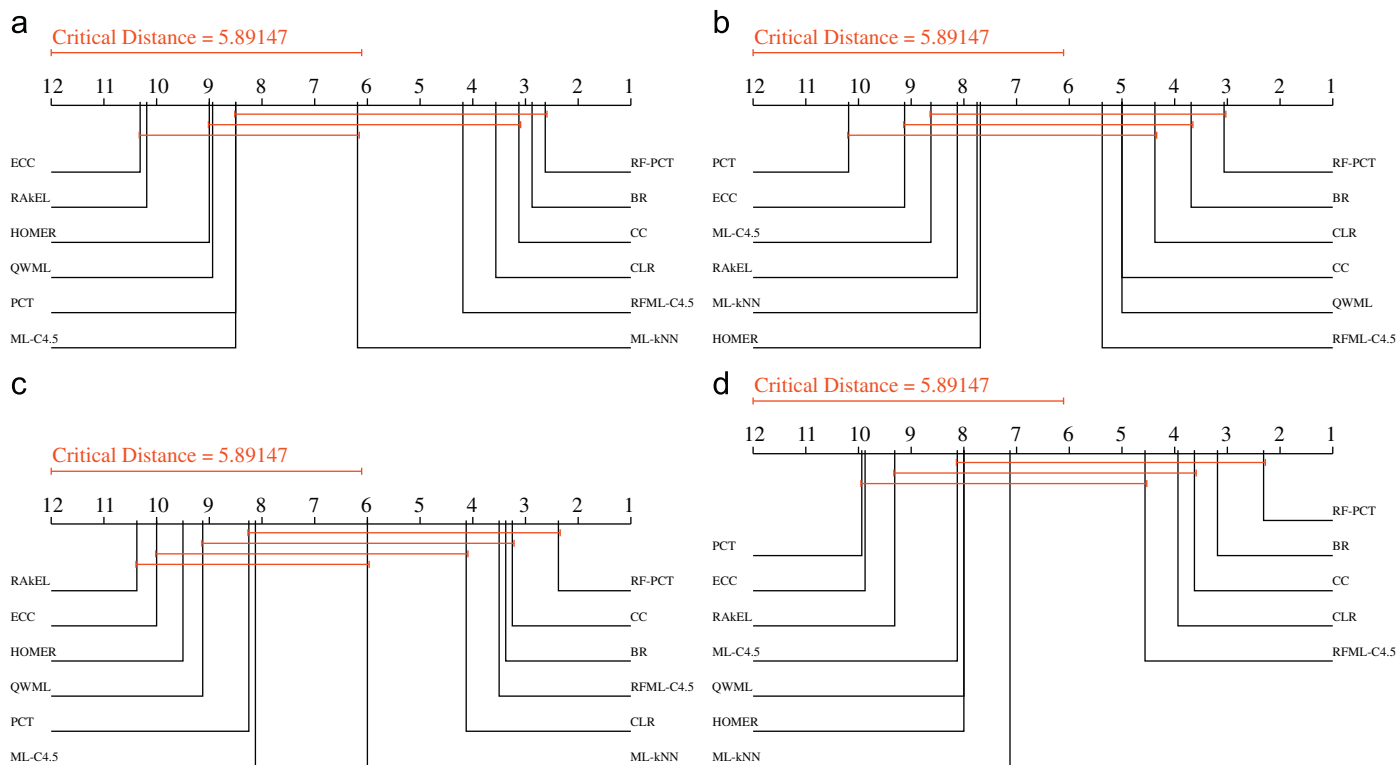 a
Critical Distance = 5.89147
12 11 10 9 8 7 6 5 4 3 2 1
ECC
RAkEL
HOMER
QWML
PCT
ML-C4.5
RF-PCT
BR
CC
CLR
RFML-C4.5
ML-kNN
b
Critical Distance = 5.89147
12 11 10 9 8 7 6 5 4 3 2 1
PCT
ECC
ML-C4.5
RAkEL
ML-kNN
HOMER
RF-PCT
BR
CLR
CC
QWML
RFML-C4.5
c
Critical Distance = 5.89147
12 11 10 9 8 7 6 5 4 3 2 1
RAkEL
ECC
HOMER
QWML
PCT
ML-C4.5
RF-PCT
CC
BR
RFML-C4.5
CLR
ML-kNN
d
Critical Distance = 5.89147
12 11 10 9 8 7 6 5 4 3 2 1
PCT
ECC
RAkEL
ML-C4.5
QWML
HOMER
ML-kNN
RF-PCT
BR
CC
CLR
RFML-C4.5